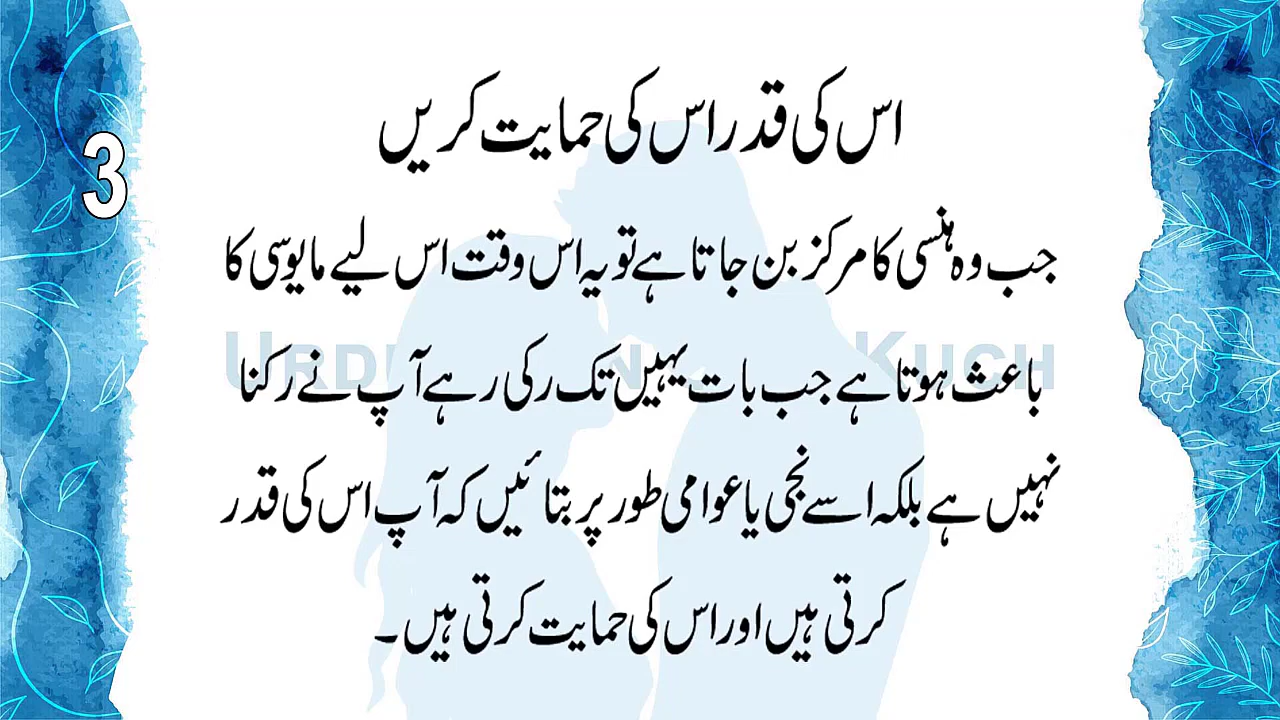 3
اس کی قدر اس کی حمایت کریں
جب وہ ہنسی کا مرکز بن جاتا ہے تو یہ اس وقت اس لیے مایوسی کا
باعث ہوتا ہے جب بات یہیں تک رکی رہے آپ نے رکنا
نہیں ہے بلکہ اسے نجی یا عوامی طور پر بتائیں کہ آپ اس کی قدر
کرتی ہیں اور اس کی حمایت کرتی ہیں۔
KUCH